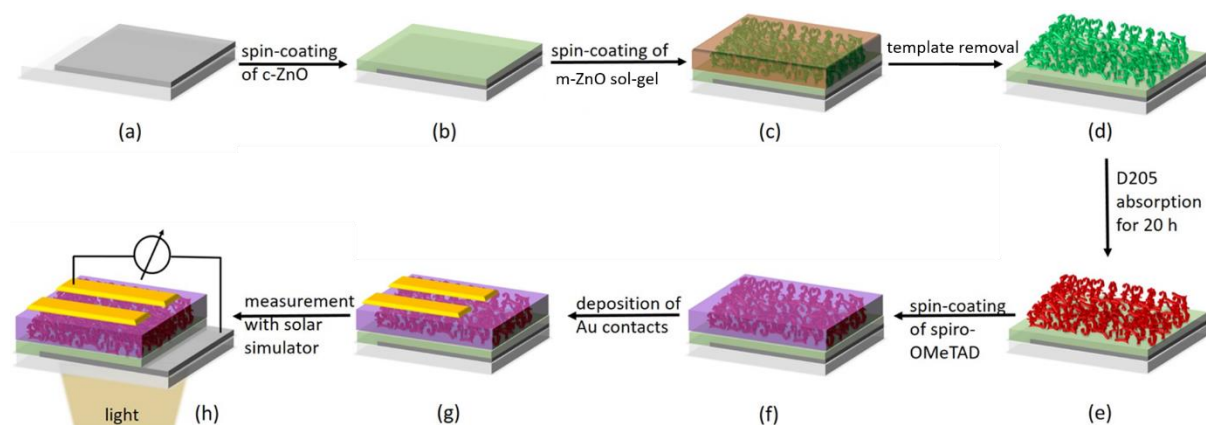 spin-coating
of c-ZnO
spin-coating of
m-ZnO sol-gel
template removal
(a)
(b)
(c)
(d)
D205
absorption
for 20 h
measurement
with solar
simulator
deposition of
Au contacts
spin-coating
of spiro-
OMeTAD
light
(h)
(g)
(f)
(e)